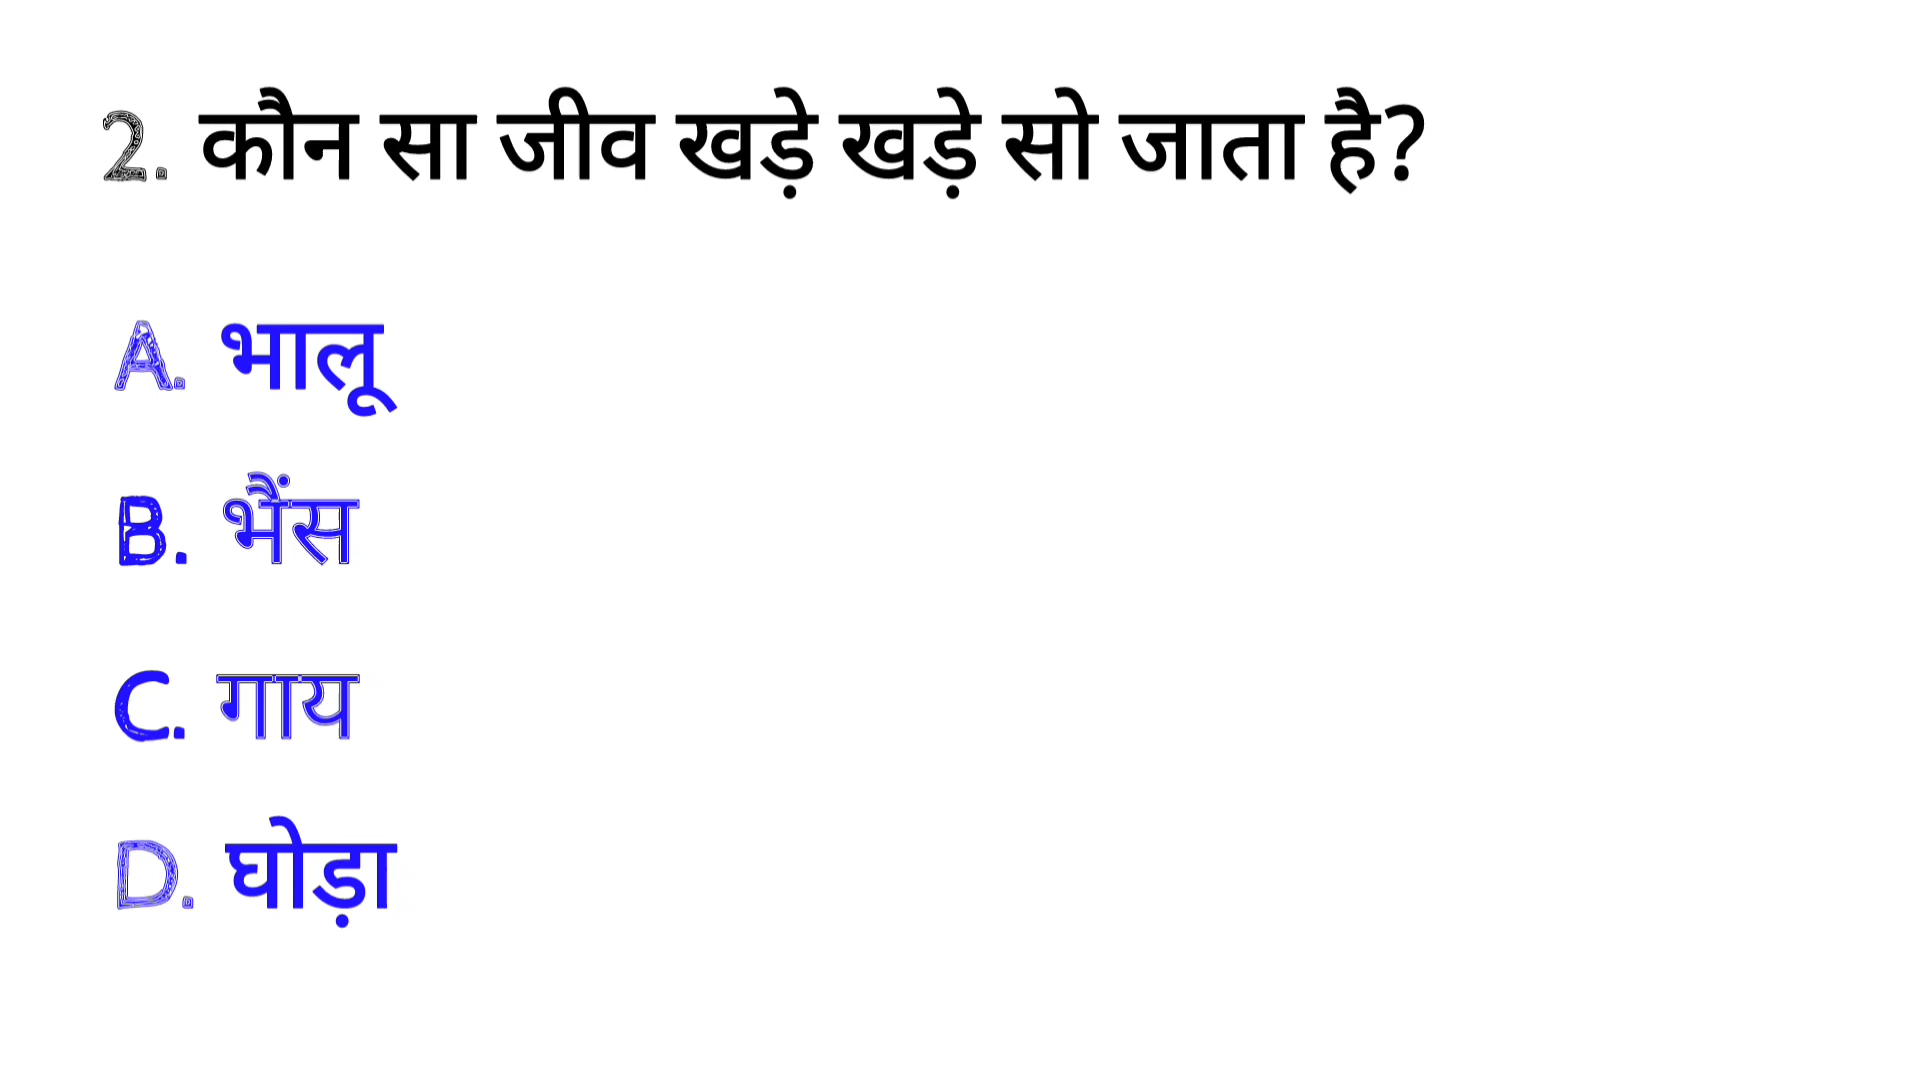 2. कौन सा जीव खड़े खड़े सो जाता है?
A. भालू
B. भैंस
C. गाय
D. घोड़ा